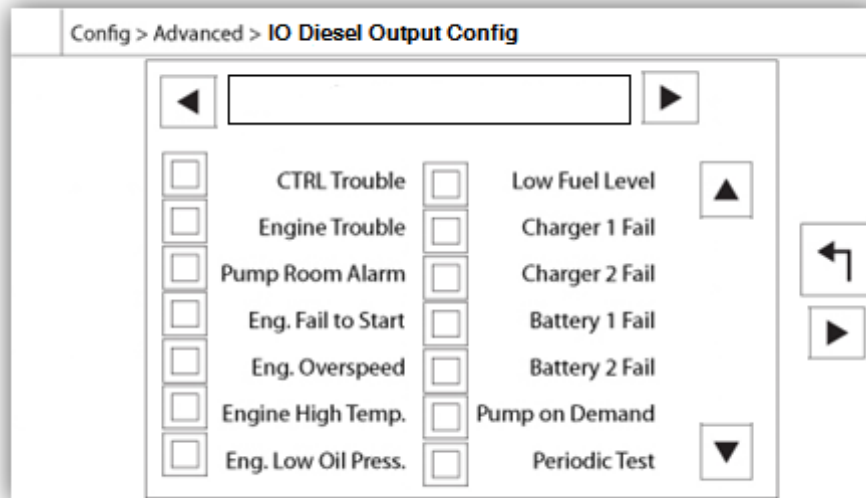 Config > Advanced > IO Diesel Output Config
CTRL Trouble
Low Fuel Level
Engine Trouble
Charger 1 Fail
Pump Room Alarm
Charger 2 Fail
Eng. Fail to Start
Battery 1 Fail
Eng. Overspeed
Battery 2 Fail
Engine High Temp.
Pump on Demand
Eng. Low Oil Press.
Periodic Test